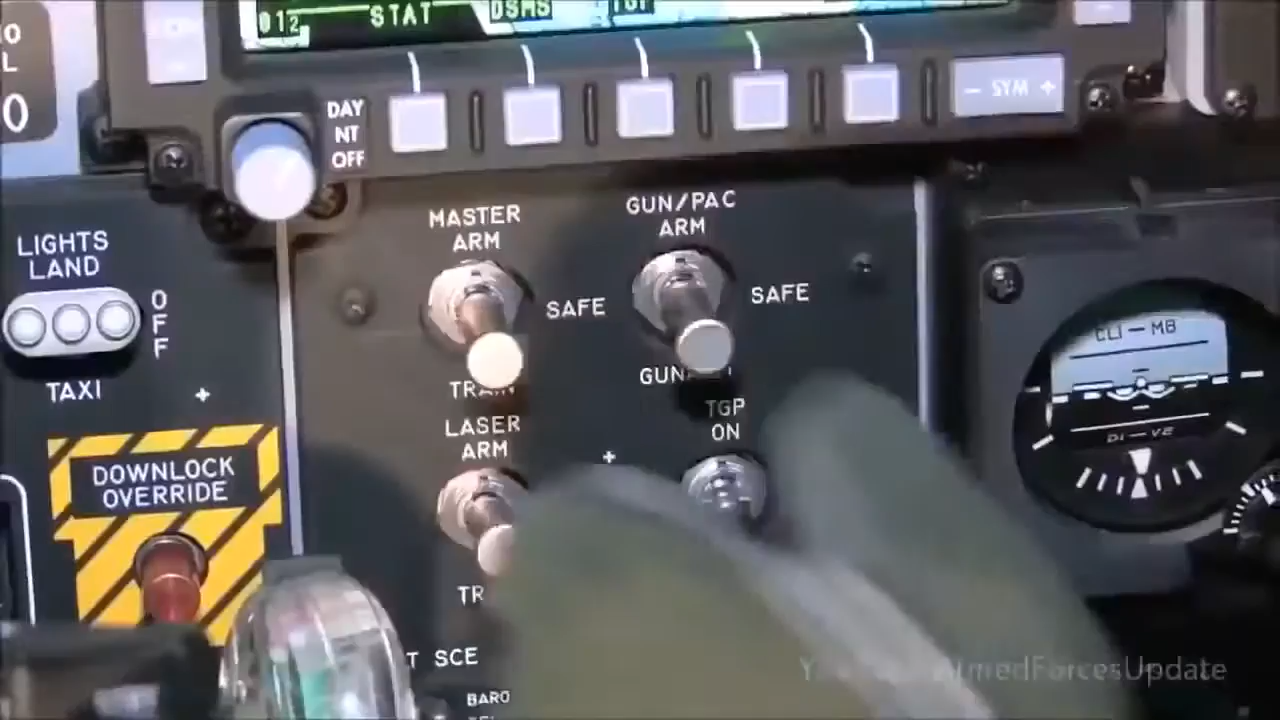 012 STAT DSMS TGP
DAY
NT
OFF
- SYM +
MASTER
ARM
SAFE
GUN/PAC
ARM
SAFE
LIGHTS
LAND
OFF
TAXI
TRAIN
GUN
LASER
ARM
TGP
ON
DOWNLOCK
OVERRIDE
TR
T SCE
BARO
CLI — MB
DI — VE
ArmedForcesUpdate